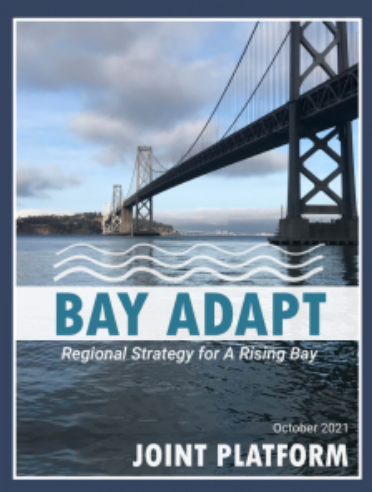 BAY ADAPT
Regional Strategy for A Rising Bay
October 2021
JOINT PLATFORM